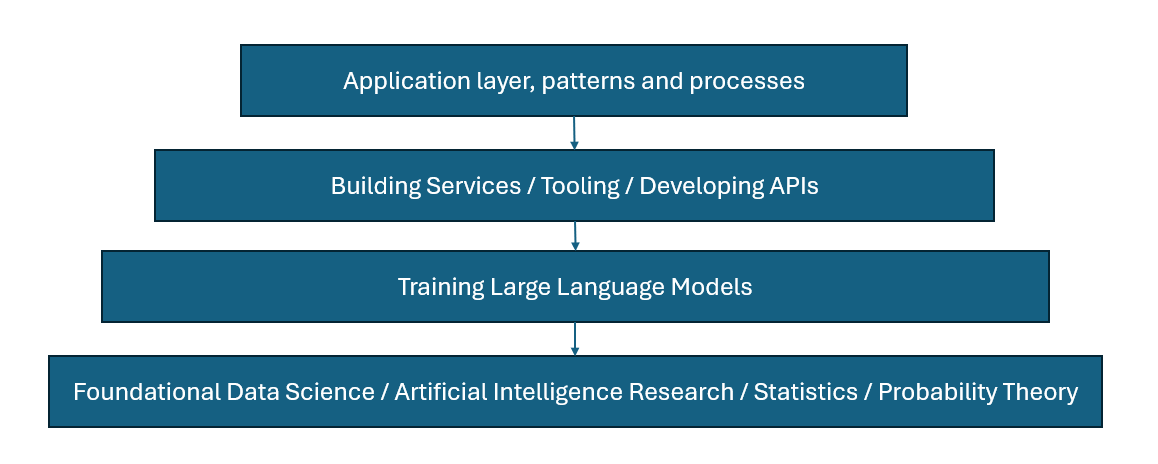 Application layer, patterns and processes
Building Services / Tooling / Developing APIs
Training Large Language Models
Foundational Data Science / Artificial Intelligence Research / Statistics / Probability Theory